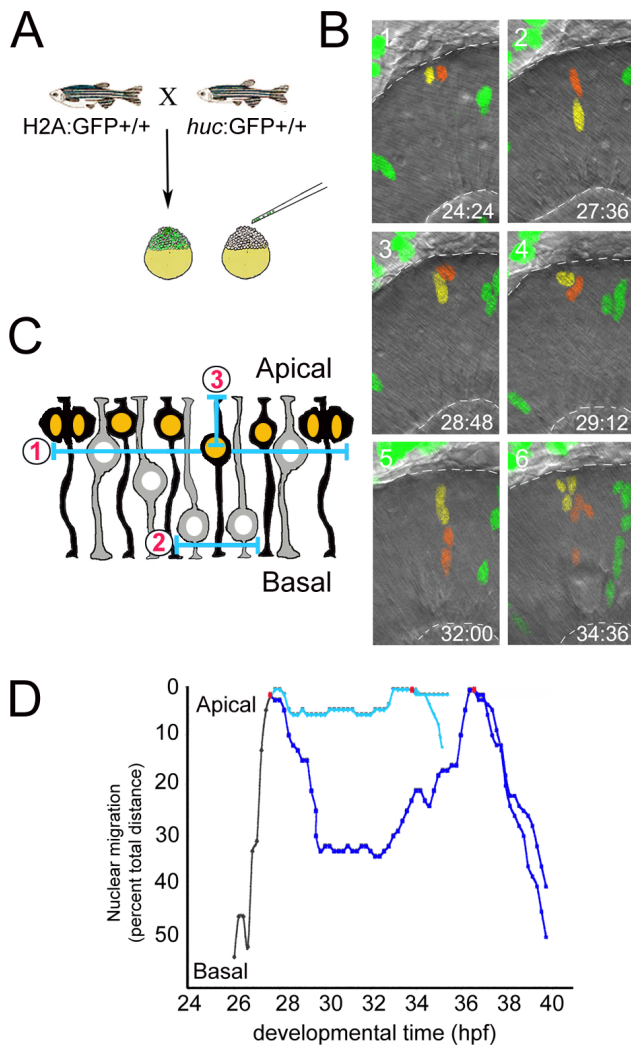 A
X
H2A:GFP+/+
huc:GFP+/+
B
1
24:24
2
27:36
3
28:48
4
29:12
5
32:00
6
34:36
C
Apical
3
1
2
Basal
D
Nuclear migration
(percent total distance)
0
10
20
30
40
50
Apical
Basal
24 26 28 30 32 34 36 38 40
developmental time (hpf)